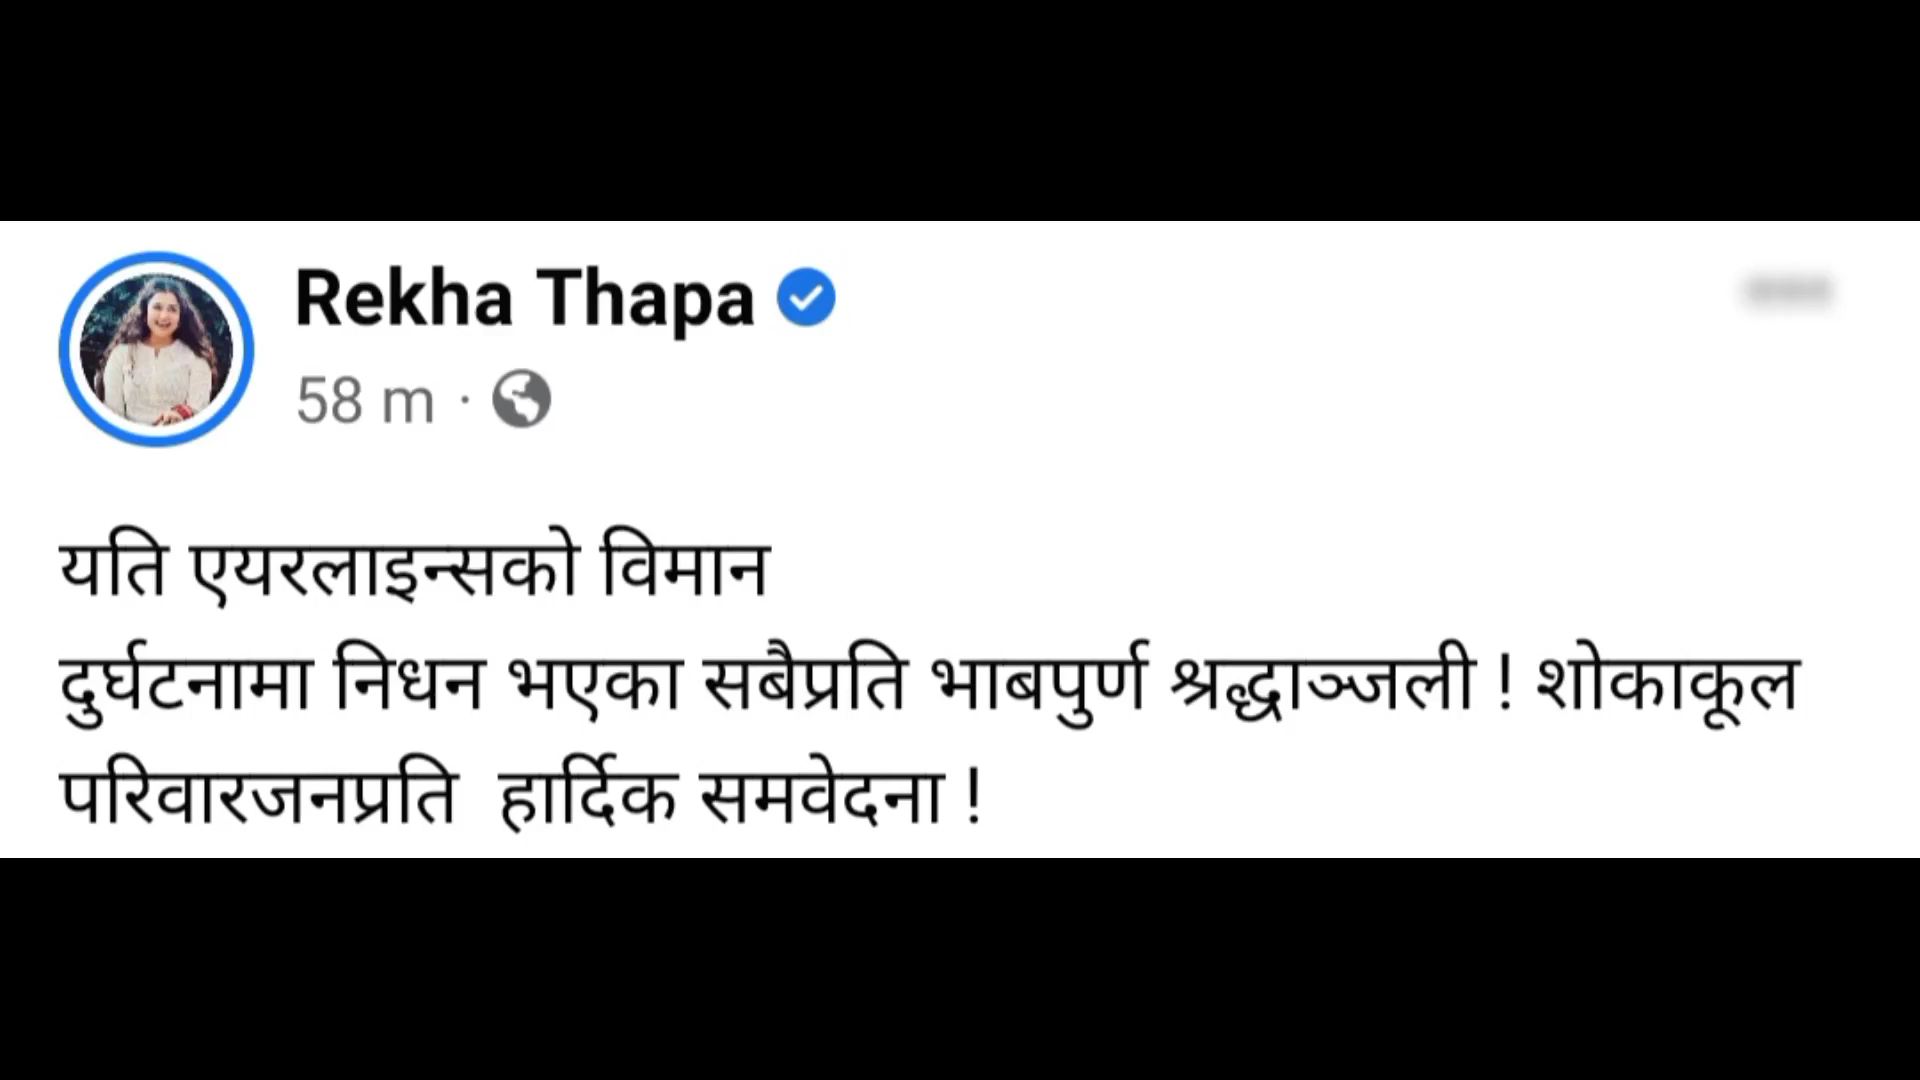 Rekha Thapa
58 m ·
यति एयरलाइन्सको विमान
दुर्घटनामा निधन भएका सबैप्रति भाबपुर्ण श्रद्धाञ्जली ! शोकाकूल
परिवारजनप्रति हार्दिक समवेदना !